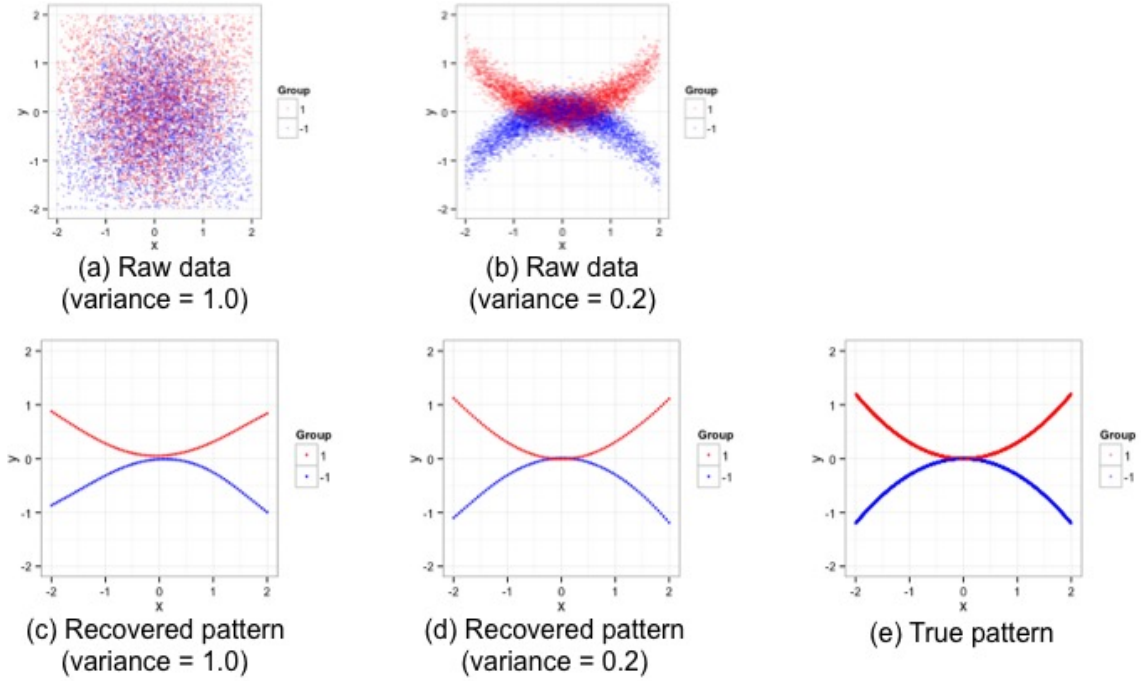 2
1
0
-1
-2
y
-2 -1 0 1 2
x
Group
1
-1
(a) Raw data
(variance = 1.0)
2
1
0
-1
-2
y
-2 -1 0 1 2
x
Group
1
-1
(b) Raw data
(variance = 0.2)
2
1
0
-1
-2
y
-2 -1 0 1 2
x
Group
1
-1
(c) Recovered pattern
(variance = 1.0)
2
1
0
-1
-2
y
-2 -1 0 1 2
x
Group
1
-1
(d) Recovered pattern
(variance = 0.2)
2
1
0
-1
-2
y
-2 -1 0 1 2
x
Group
1
-1
(e) True pattern